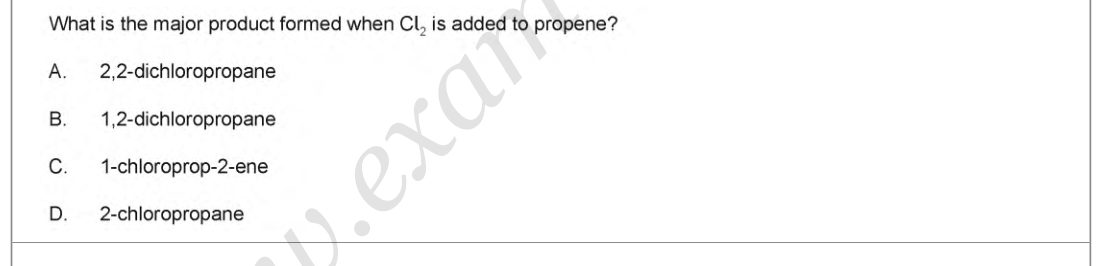 What is the major product formed when Cl₂ is added to propene?
A. 2,2-dichloropropane
B. 1,2-dichloropropane
C. 1-chloroprop-2-ene
D. 2-chloropropane